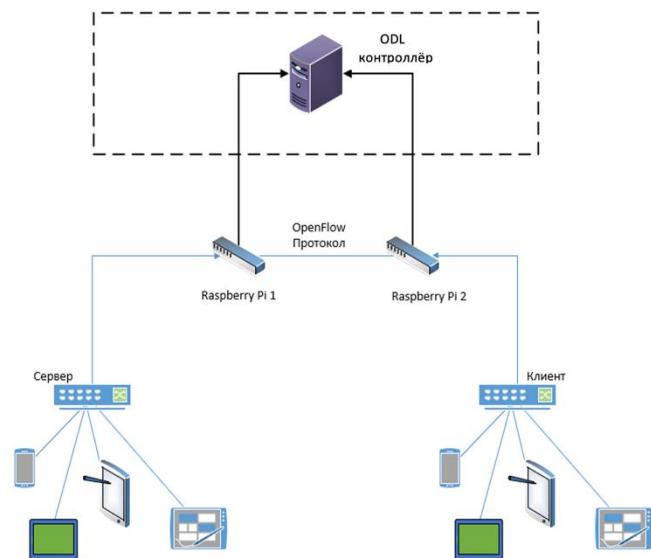 ODL
контроллёр
OpenFlow
Протокол
Raspberry Pi 1
Raspberry Pi 2
Сервер
Клиент